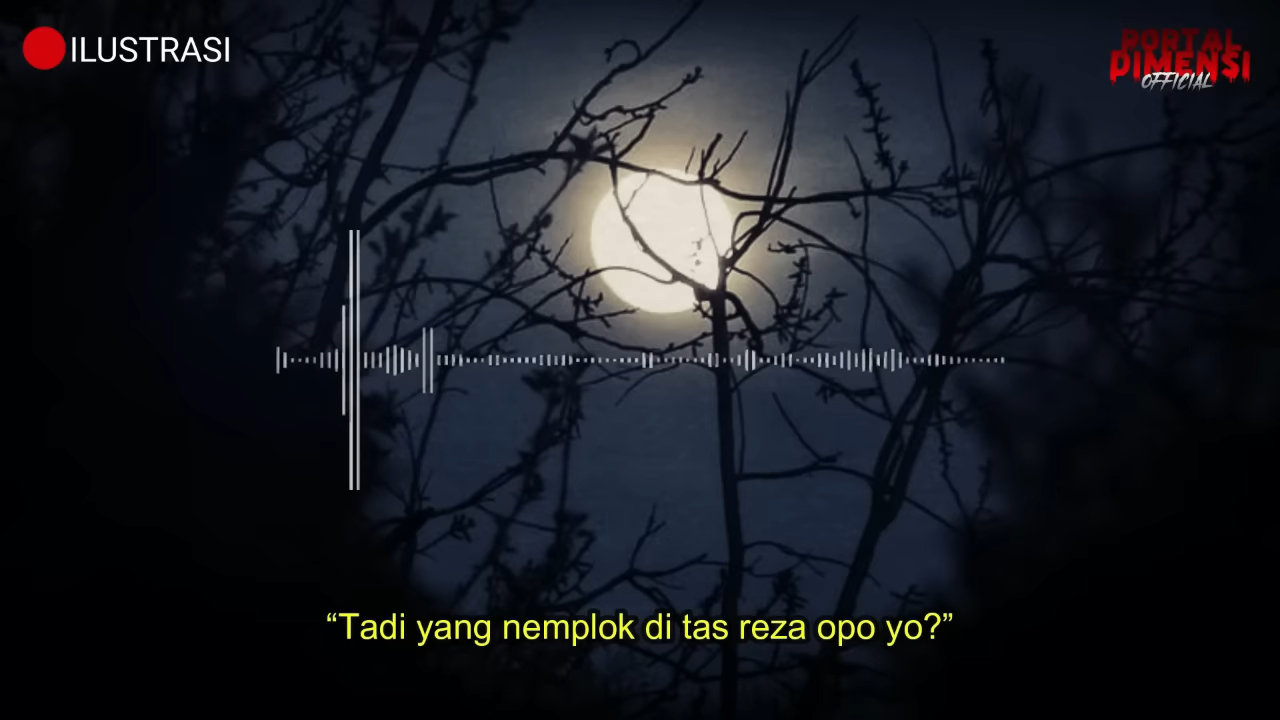 ILUSTRASI
PORTAL
DIMENSI
OFFICIAL
“Tadi yang nemplok di tas reza opo yo?”